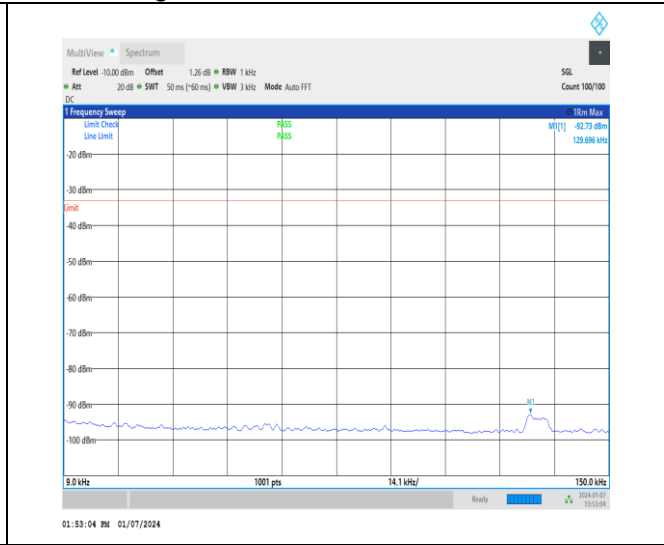 MultiView Spectrum
Ref Level -10.00 dBm Offset 1.26 dB RBW 1 kHz SGL
Att 20 dB SWT 50 ms (~60 ms) VBW 3 kHz Mode Auto FFT Count 100/100
DC
1 Frequency Sweep 1Rm Max
Limit Check PASS M1[1] -92.73 dBm
Line Limit PASS 129.696 kHz
-20 dBm
-30 dBm
Limit
-40 dBm
-50 dBm
-60 dBm
-70 dBm
-80 dBm
M1
-90 dBm
-100 dBm
9.0 kHz 1001 pts 14.1 kHz/ 150.0 kHz
Ready 2024-01-07
13:53:04
01:53:04 PM 01/07/2024